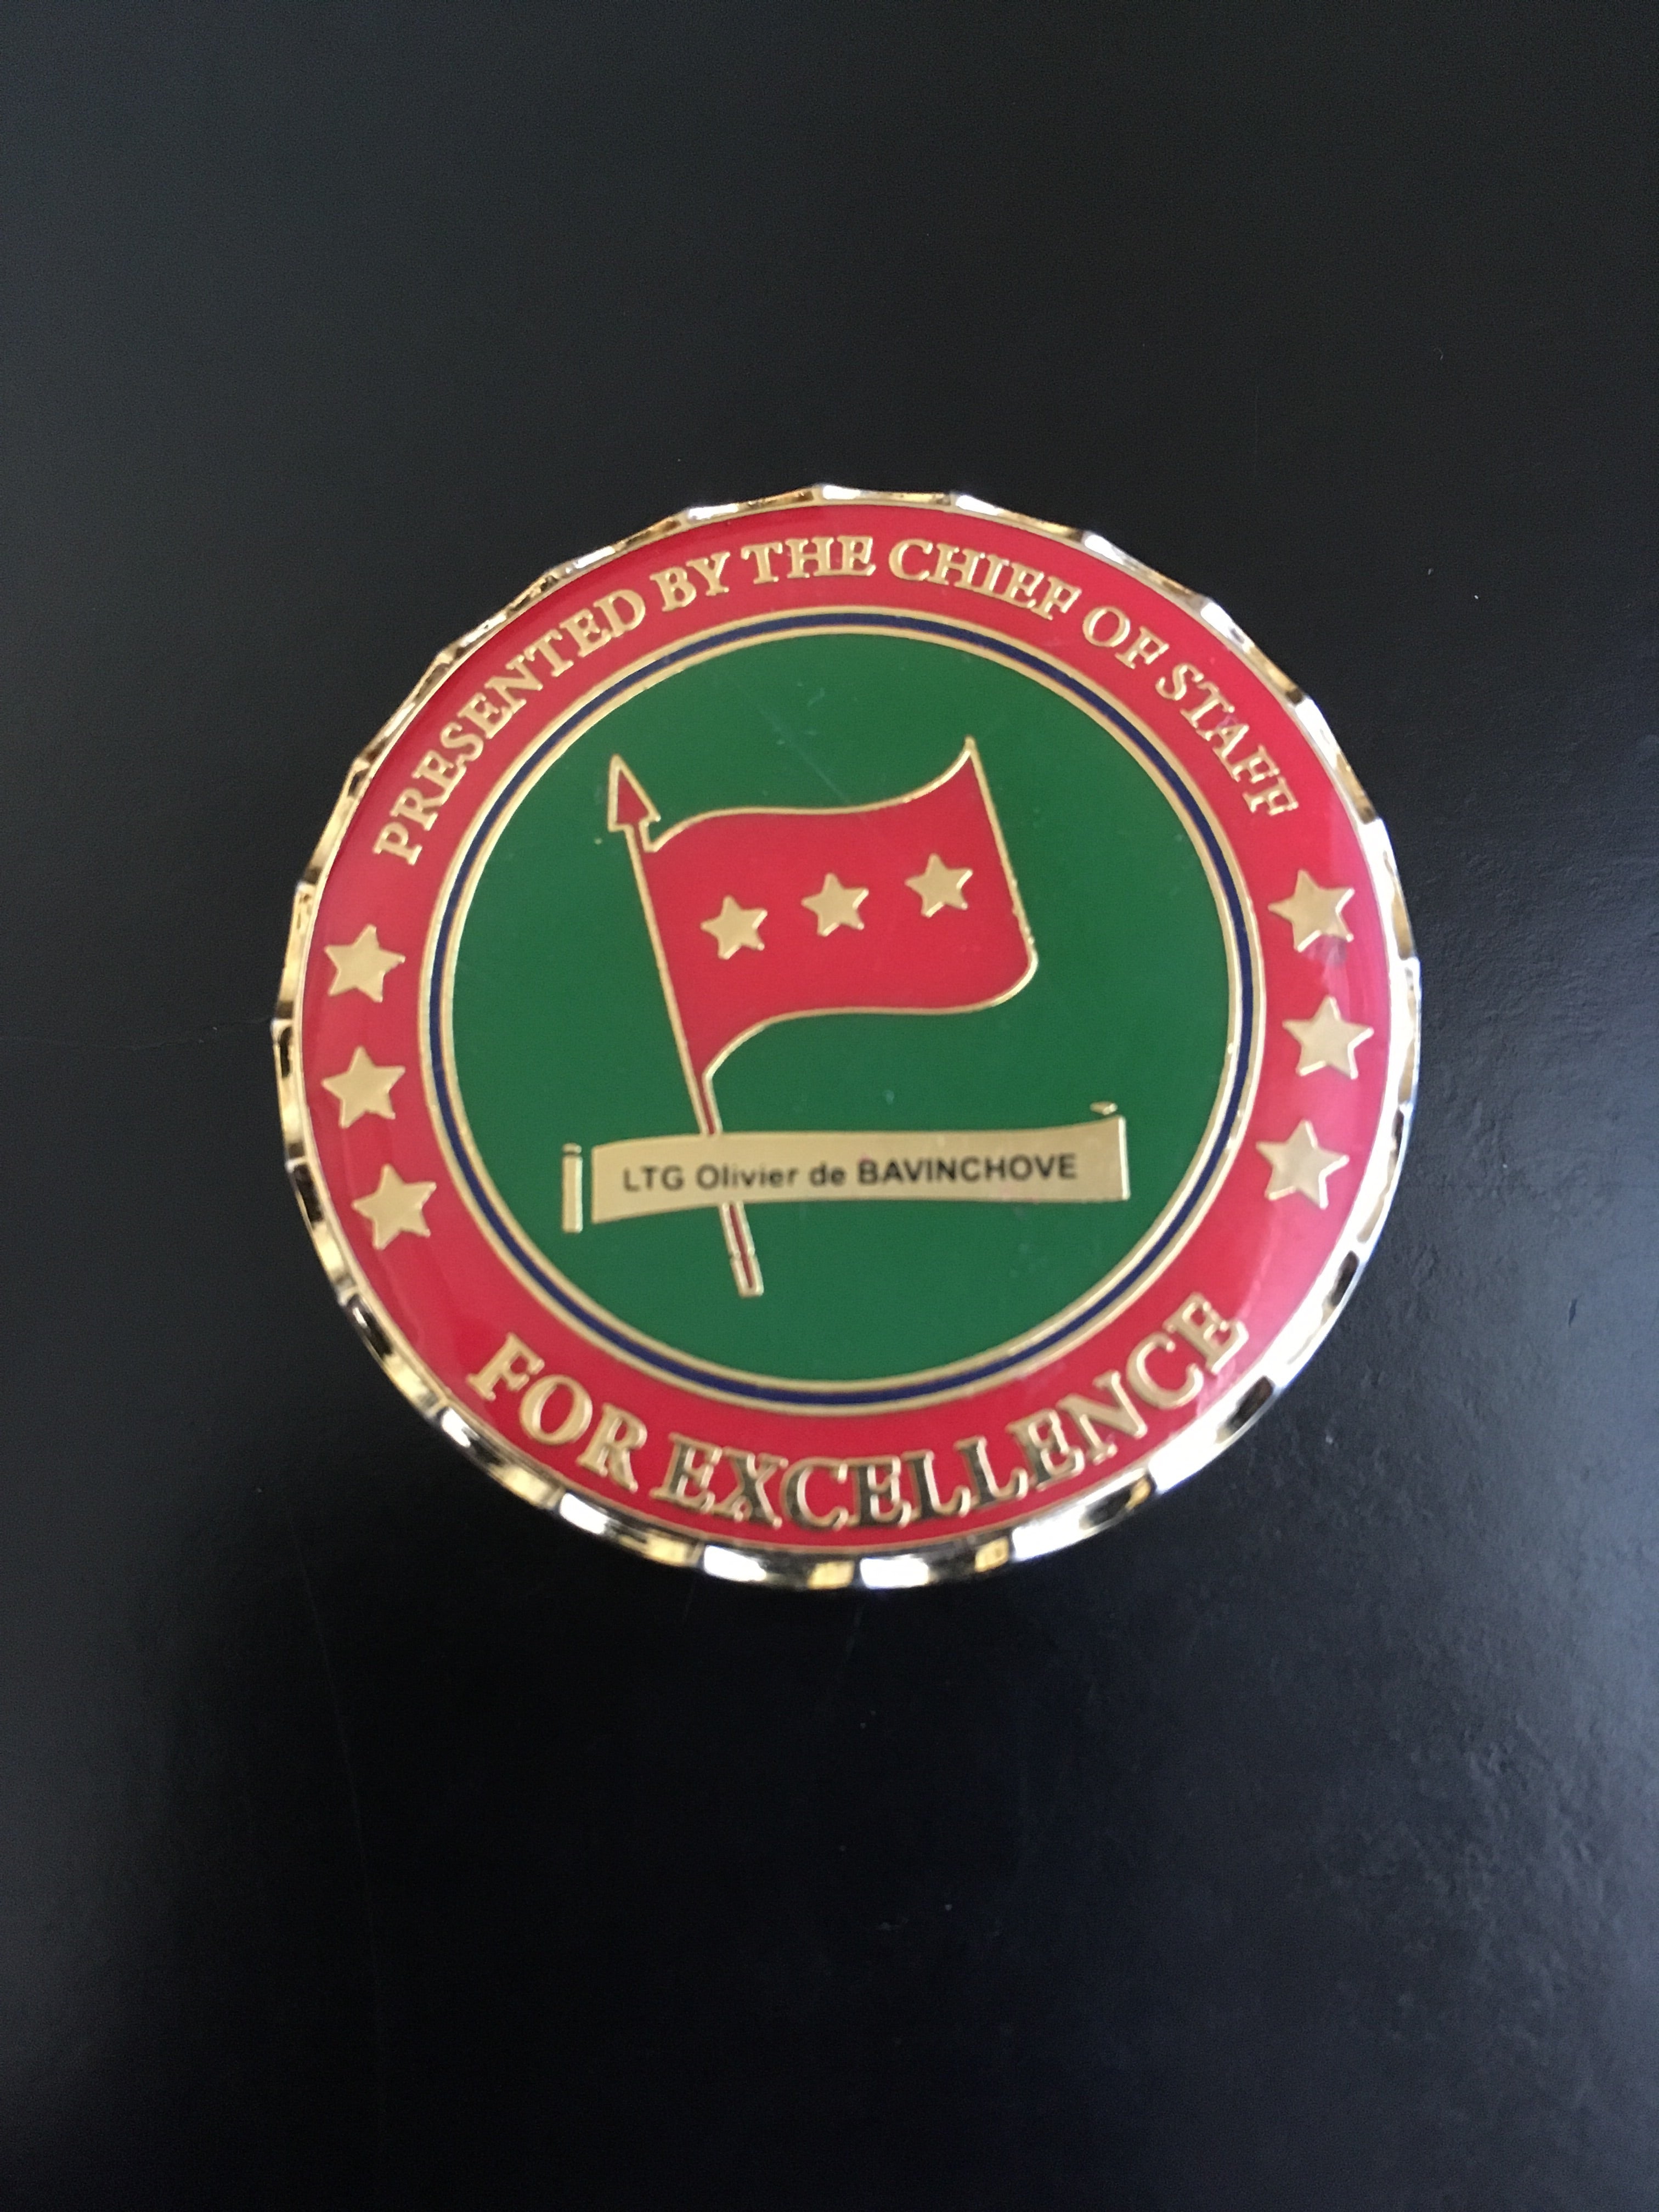 PRESENTED BY THE CHIEF OF STAFF
LTG Olivier de BAVINCHOVE
FOR EXCELLENCE